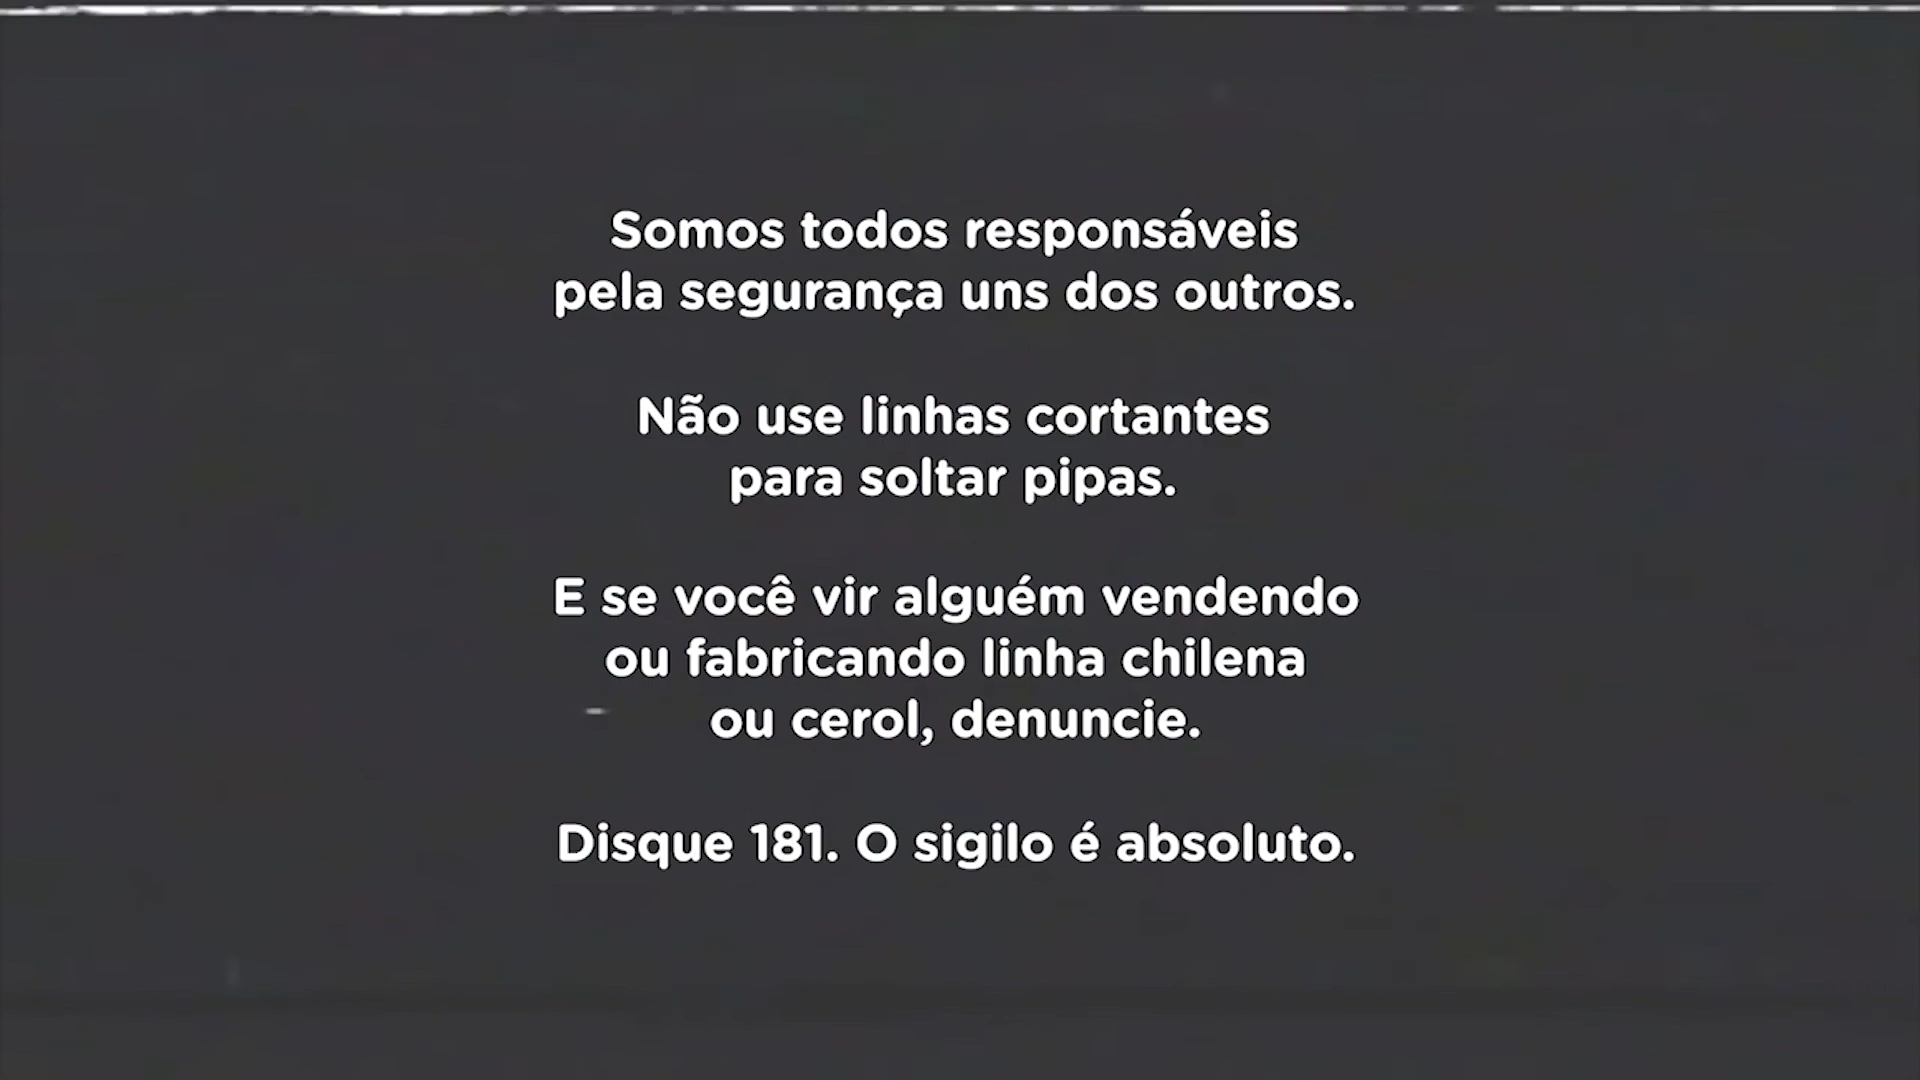 Somos todos responsáveis
pela segurança uns dos outros.
Não use linhas cortantes
para soltar pipas.
E se você vir alguém vendendo
ou fabricando linha chilena
ou cerol, denuncie.
Disque 181. O sigilo é absoluto.